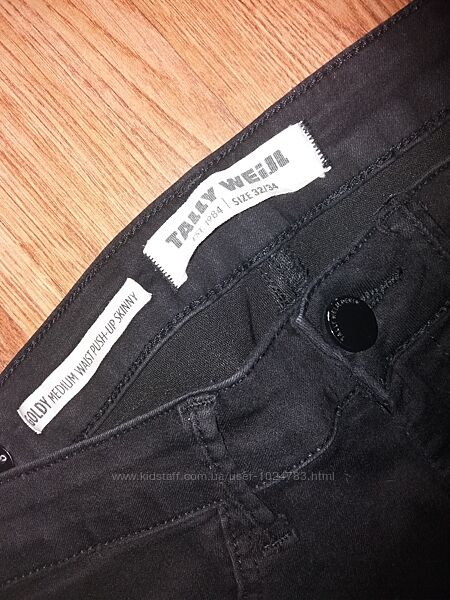 TALLY WEiJL
EST. 1984 | SIZE 32/34
GOLDY MEDIUM WAIST PUSH-UP SKINNY
www.kidstaff.com.ua/user-1024783.html